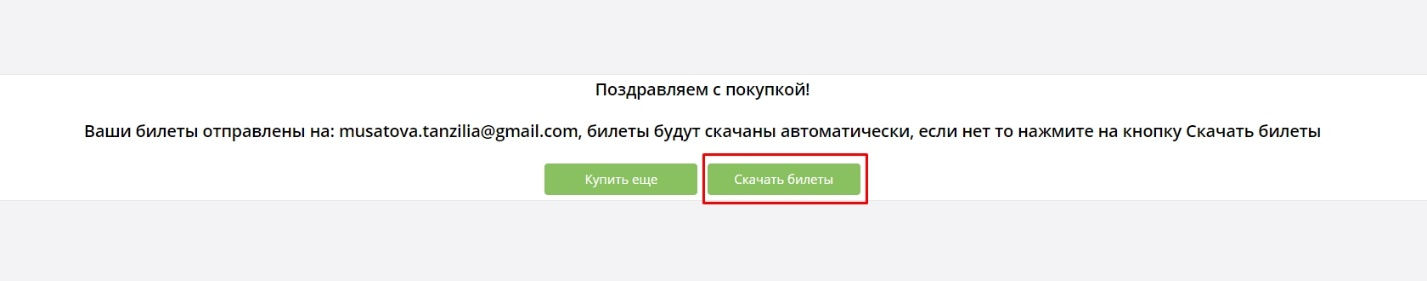 Поздравляем с покупкой!
Ваши билеты отправлены на: musatova.tanzilia@gmail.com, билеты будут скачаны автоматически, если нет то нажмите на кнопку Скачать билеты
Купить еще
Скачать билеты